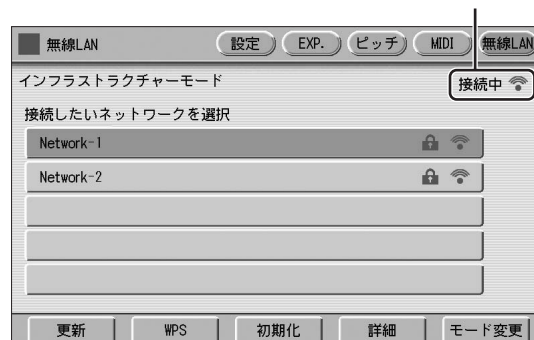 無線LAN 設定 EXP. ピッチ MIDI 無線LAN
インフラストラクチャーモード 接続中
接続したいネットワークを選択
Network-1
Network-2
更新 WPS 初期化 詳細 モード変更